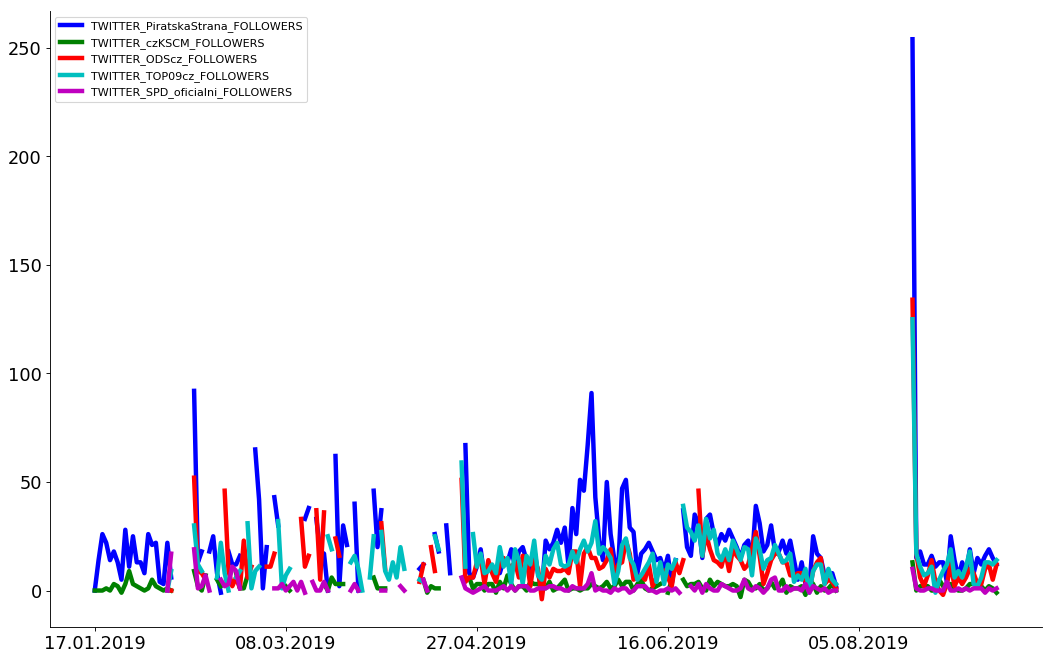 TWITTER_PiratskaStrana_FOLLOWERS
TWITTER_czKSCM_FOLLOWERS
TWITTER_ODScz_FOLLOWERS
TWITTER_TOP09cz_FOLLOWERS
TWITTER_SPD_oficialni_FOLLOWERS
250
200
150
100
50
0
17.01.2019 08.03.2019 27.04.2019 16.06.2019 05.08.2019